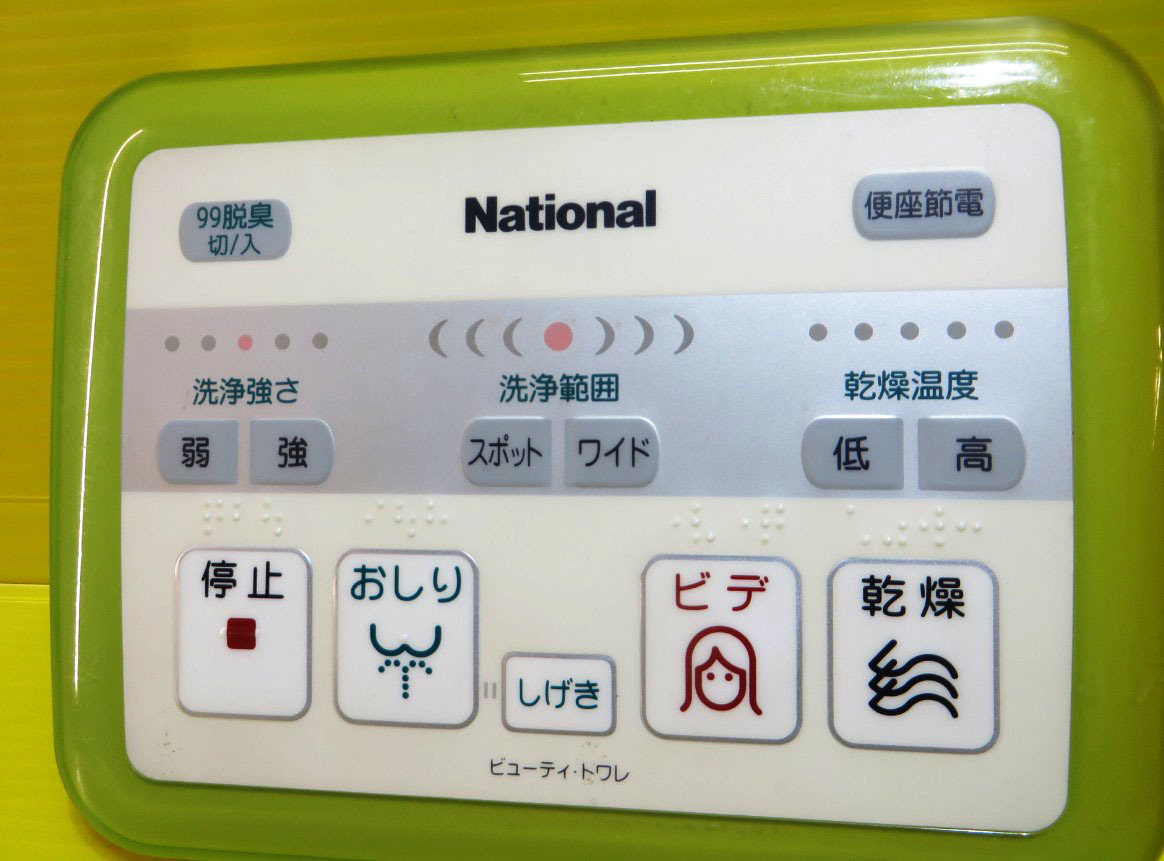 99脱臭
切/入
National
便座節電
洗浄強さ
洗浄範囲
乾燥温度
弱
強
スポット
ワイド
低
高
停止
おしり
しげき
ビデ
乾燥
ビューティ・トワレ